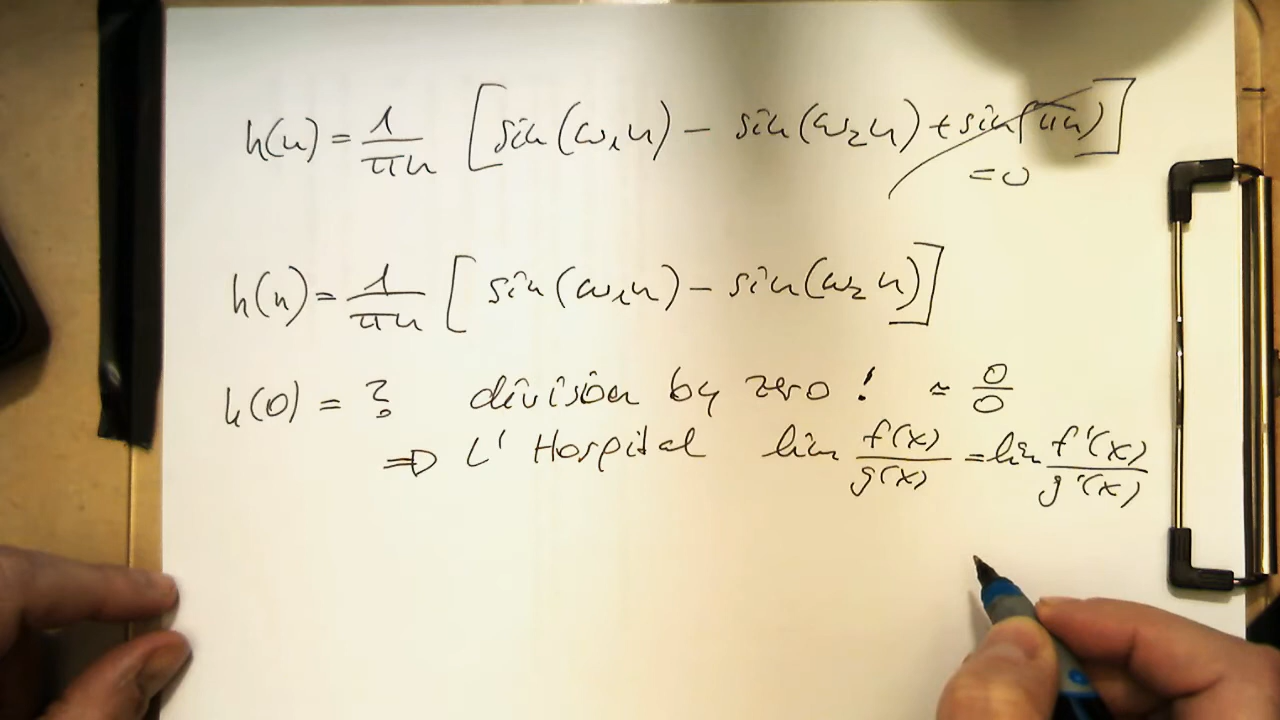 h(n) = 1/πn [sin(ω₁n) − sin(ω₂n) + sin(πn)]
= 0
h(n) = 1/πn [sin(ω₁n) − sin(ω₂n)]
h(0) = ? division by zero ! ≈ 0/0
⇒ L' Hospital lim f(x)/g(x) = lim f'(x)/g'(x)